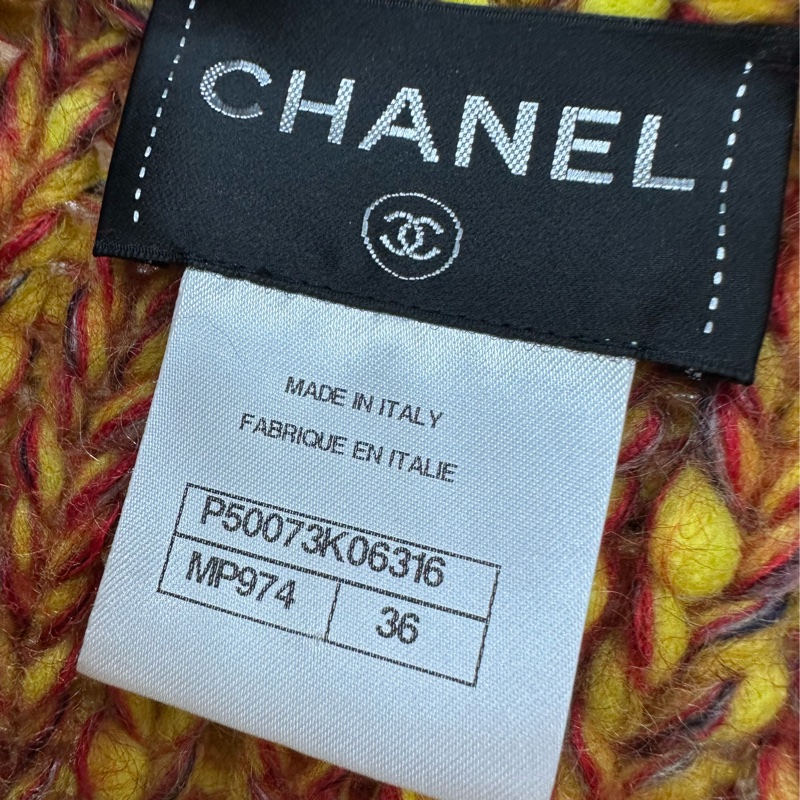 CHANEL
MADE IN ITALY
FABRIQUE EN ITALIE
P50073K06316
MP974 36